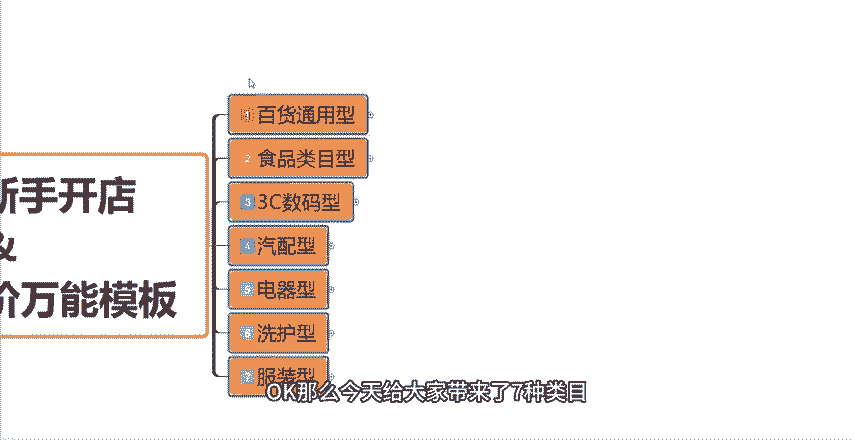 新手开店
&
价万能模板
1 百货通用型
2 食品类目型
3 3C数码型
4 汽配型
5 电器型
6 洗护型
7 服装型
OK那么今天给大家带来了7种类目